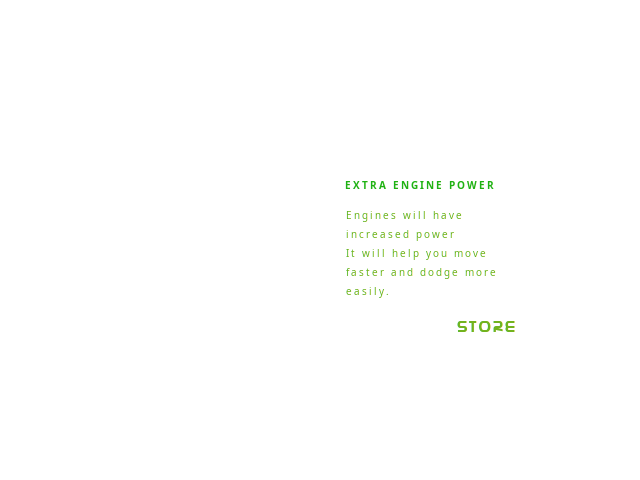 EXTRA ENGINE POWER
Engines will have
increased power
It will help you move
faster and dodge more
easily.
STORE